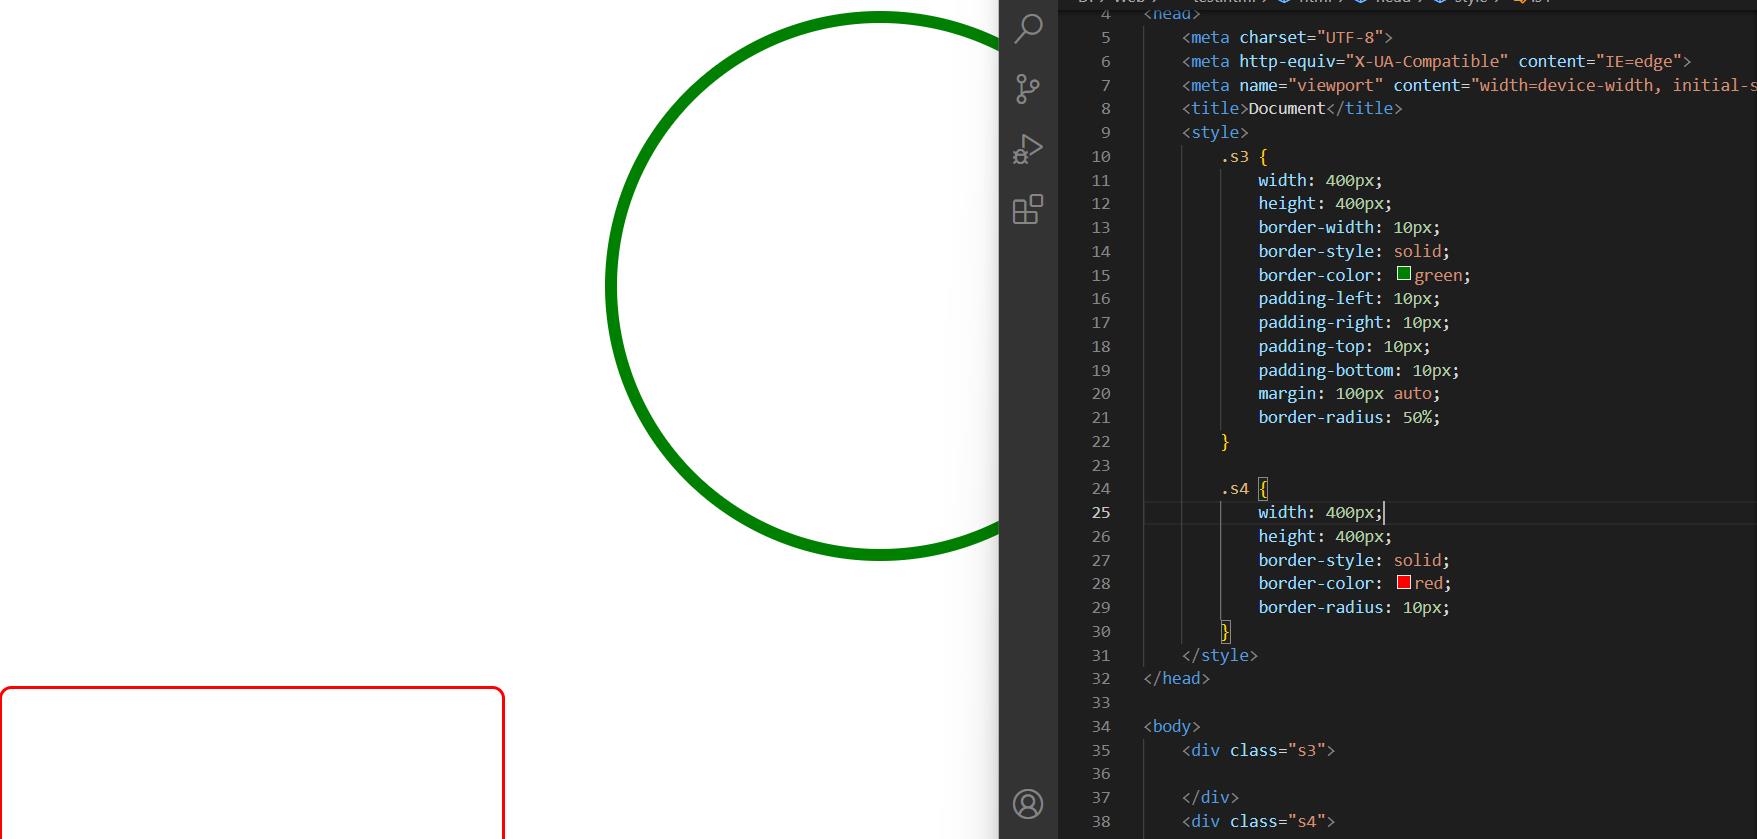 4 <head>
5 <meta charset="UTF-8">
6 <meta http-equiv="X-UA-Compatible" content="IE=edge">
7 <meta name="viewport" content="width=device-width, initial-s
8 <title>Document</title>
9 <style>
10 .s3 {
11 width: 400px;
12 height: 400px;
13 border-width: 10px;
14 border-style: solid;
15 border-color: green;
16 padding-left: 10px;
17 padding-right: 10px;
18 padding-top: 10px;
19 padding-bottom: 10px;
20 margin: 100px auto;
21 border-radius: 50%;
22 }
23
24 .s4 {
25 width: 400px;
26 height: 400px;
27 border-style: solid;
28 border-color: red;
29 border-radius: 10px;
30 }
31 </style>
32 </head>
33
34 <body>
35 <div class="s3">
36
37 </div>
38 <div class="s4">